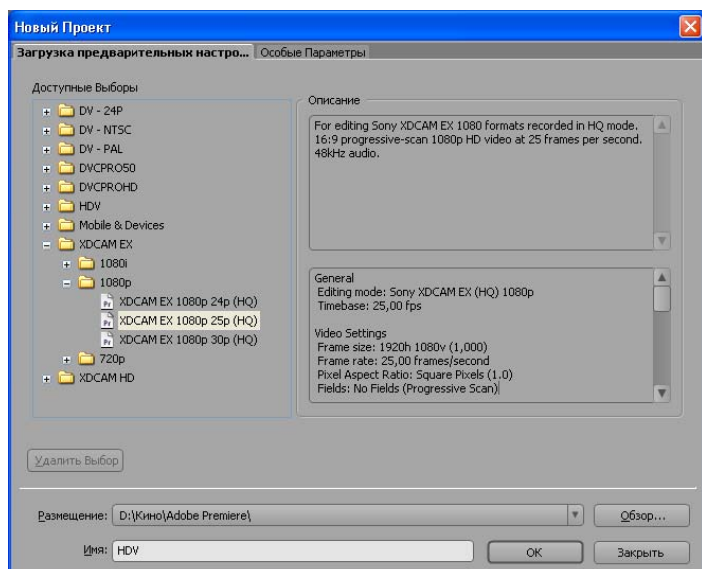 Новый Проект
Загрузка предварительных настро... Особые Параметры
Доступные Выборы
DV - 24P
DV - NTSC
DV - PAL
DVCPRO50
DVCPROHD
HDV
Mobile & Devices
XDCAM EX
1080i
1080p
XDCAM EX 1080p 24p (HQ)
XDCAM EX 1080p 25p (HQ)
XDCAM EX 1080p 30p (HQ)
720p
XDCAM HD
Описание
For editing Sony XDCAM EX 1080 formats recorded in HQ mode.
16:9 progressive-scan 1080p HD video at 25 frames per second.
48kHz audio.
General
Editing mode: Sony XDCAM EX (HQ) 1080p
Timebase: 25,00 fps
Video Settings
Frame size: 1920h 1080v (1,000)
Frame rate: 25,00 frames/second
Pixel Aspect Ratio: Square Pixels (1.0)
Fields: No Fields (Progressive Scan)
Удалить Выбор
Размещение: D:\Кино\Adobe Premiere\ Обзор...
Имя: HDV OK Закрыть